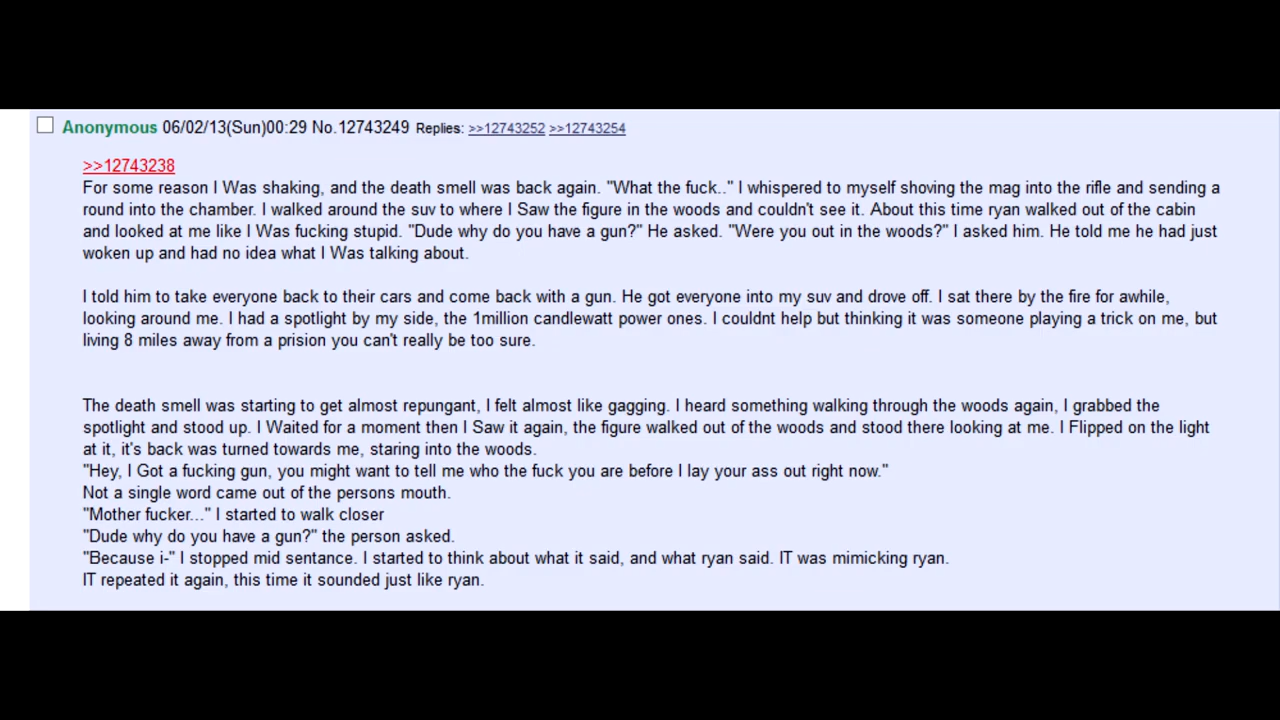 Anonymous 06/02/13(Sun)00:29 No.12743249 Replies: >>12743252 >>12743254
>>12743238
For some reason I Was shaking, and the death smell was back again. "What the fuck.." I whispered to myself shoving the mag into the rifle and sending a
round into the chamber. I walked around the suv to where I Saw the figure in the woods and couldn't see it. About this time ryan walked out of the cabin
and looked at me like I Was fucking stupid. "Dude why do you have a gun?" He asked. "Were you out in the woods?" I asked him. He told me he had just
woken up and had no idea what I Was talking about.
I told him to take everyone back to their cars and come back with a gun. He got everyone into my suv and drove off. I sat there by the fire for awhile,
looking around me. I had a spotlight by my side, the 1million candlewatt power ones. I couldnt help but thinking it was someone playing a trick on me, but
living 8 miles away from a prision you can't really be too sure.
The death smell was starting to get almost repungant, I felt almost like gagging. I heard something walking through the woods again, I grabbed the
spotlight and stood up. I Waited for a moment then I Saw it again, the figure walked out of the woods and stood there looking at me. I Flipped on the light
at it, it's back was turned towards me, staring into the woods.
"Hey, I Got a fucking gun, you might want to tell me who the fuck you are before I lay your ass out right now."
Not a single word came out of the persons mouth.
"Mother fucker..." I started to walk closer
"Dude why do you have a gun?" the person asked.
"Because i-" I stopped mid sentance. I started to think about what it said, and what ryan said. IT was mimicking ryan.
IT repeated it again, this time it sounded just like ryan.